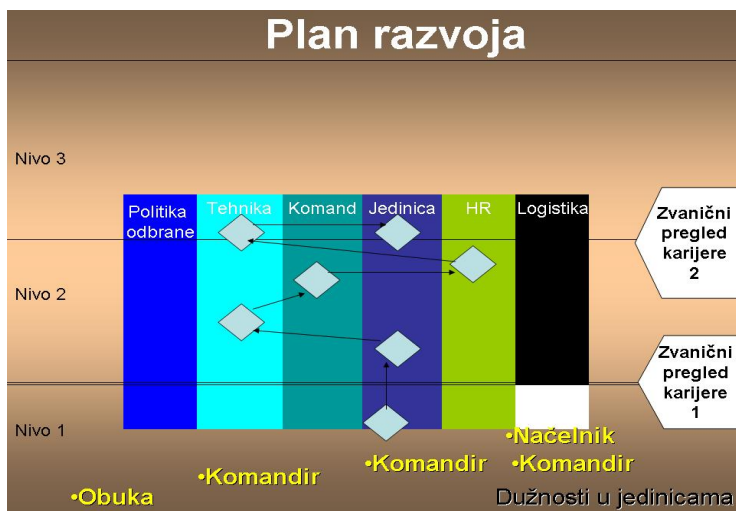 Plan razvoja
Nivo 3
Politika
odbrane
Tehnika
Komand
Jedinica
HR
Logistika
Zvanični
pregled
karijere
2
Nivo 2
Zvanični
pregled
karijere
1
Nivo 1
•Načelnik
•Komandir
•Komandir
•Komandir
•Obuka
Dužnosti u jedinicama